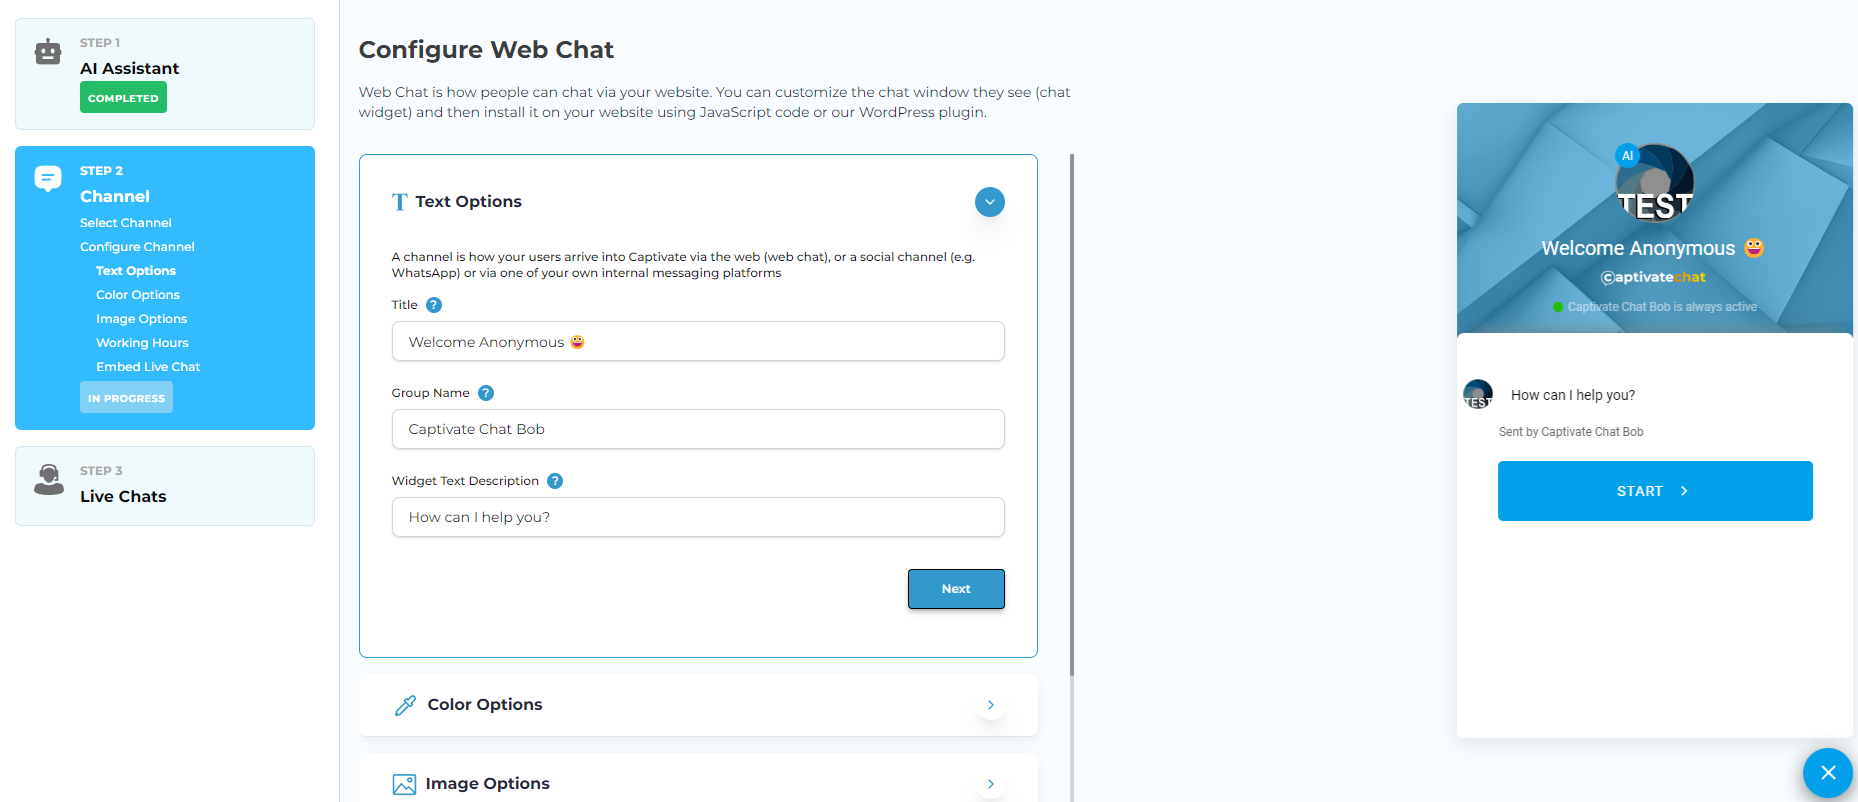 STEP 1
AI Assistant
COMPLETED
STEP 2
Channel
Select Channel
Configure Channel
Text Options
Color Options
Image Options
Working Hours
Embed Live Chat
IN PROGRESS
STEP 3
Live Chats
Configure Web Chat
Web Chat is how people can chat via your website. You can customize the chat window they see (chat
widget) and then install it on your website using JavaScript code or our WordPress plugin.
Text Options
A channel is how your users arrive into Captivate via the web (web chat), or a social channel (e.g.
WhatsApp) or via one of your own internal messaging platforms
Title ?
Welcome Anonymous 😀
Group Name ?
Captivate Chat Bob
Widget Text Description ?
How can I help you?
Next
Color Options
Image Options
AI
TEST
Welcome Anonymous 😀
captivatechat
Captivate Chat Bob is always active
TEST
How can I help you?
Sent by Captivate Chat Bob
START